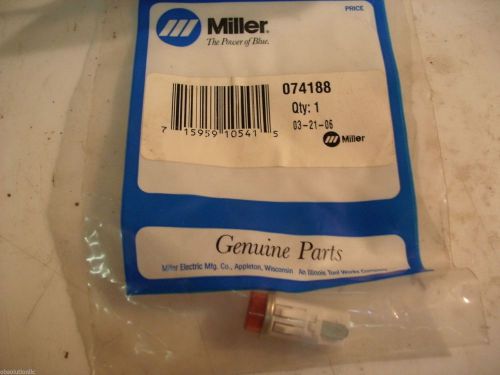 PRICE
Miller®
The Power of Blue.
074188
Qty: 1
03-21-06
Miller
7 15959 10541 5
Genuine Parts
Miller Electric Mfg. Co., Appleton, Wisconsin An Illinois Tool Works Company
obsolutionllc